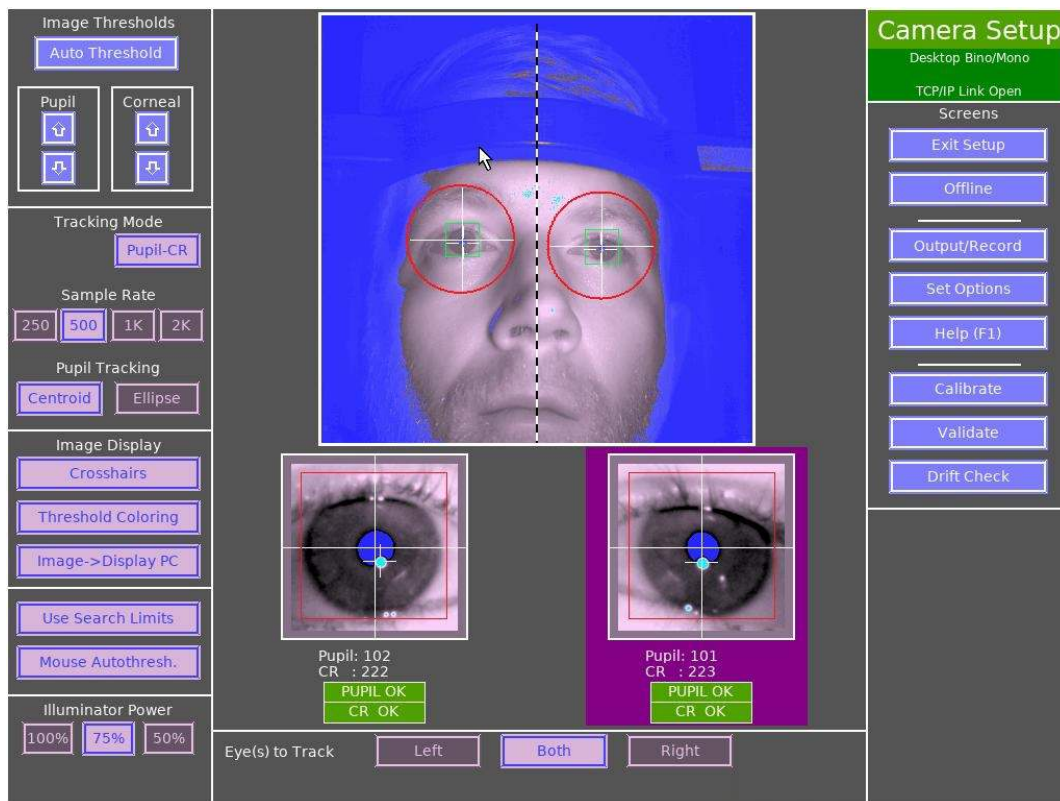 Image Thresholds
Auto Threshold
Pupil
Corneal
Tracking Mode
Pupil-CR
Sample Rate
250 500 1K 2K
Pupil Tracking
Centroid Ellipse
Image Display
Crosshairs
Threshold Coloring
Image->Display PC
Use Search Limits
Mouse Autothresh.
Illuminator Power
100% 75% 50%
Pupil: 102
CR : 222
PUPIL OK
CR OK
Pupil: 101
CR : 223
PUPIL OK
CR OK
Eye(s) to Track Left Both Right
Camera Setup
Desktop Bino/Mono
TCP/IP Link Open
Screens
Exit Setup
Offline
Output/Record
Set Options
Help (F1)
Calibrate
Validate
Drift Check